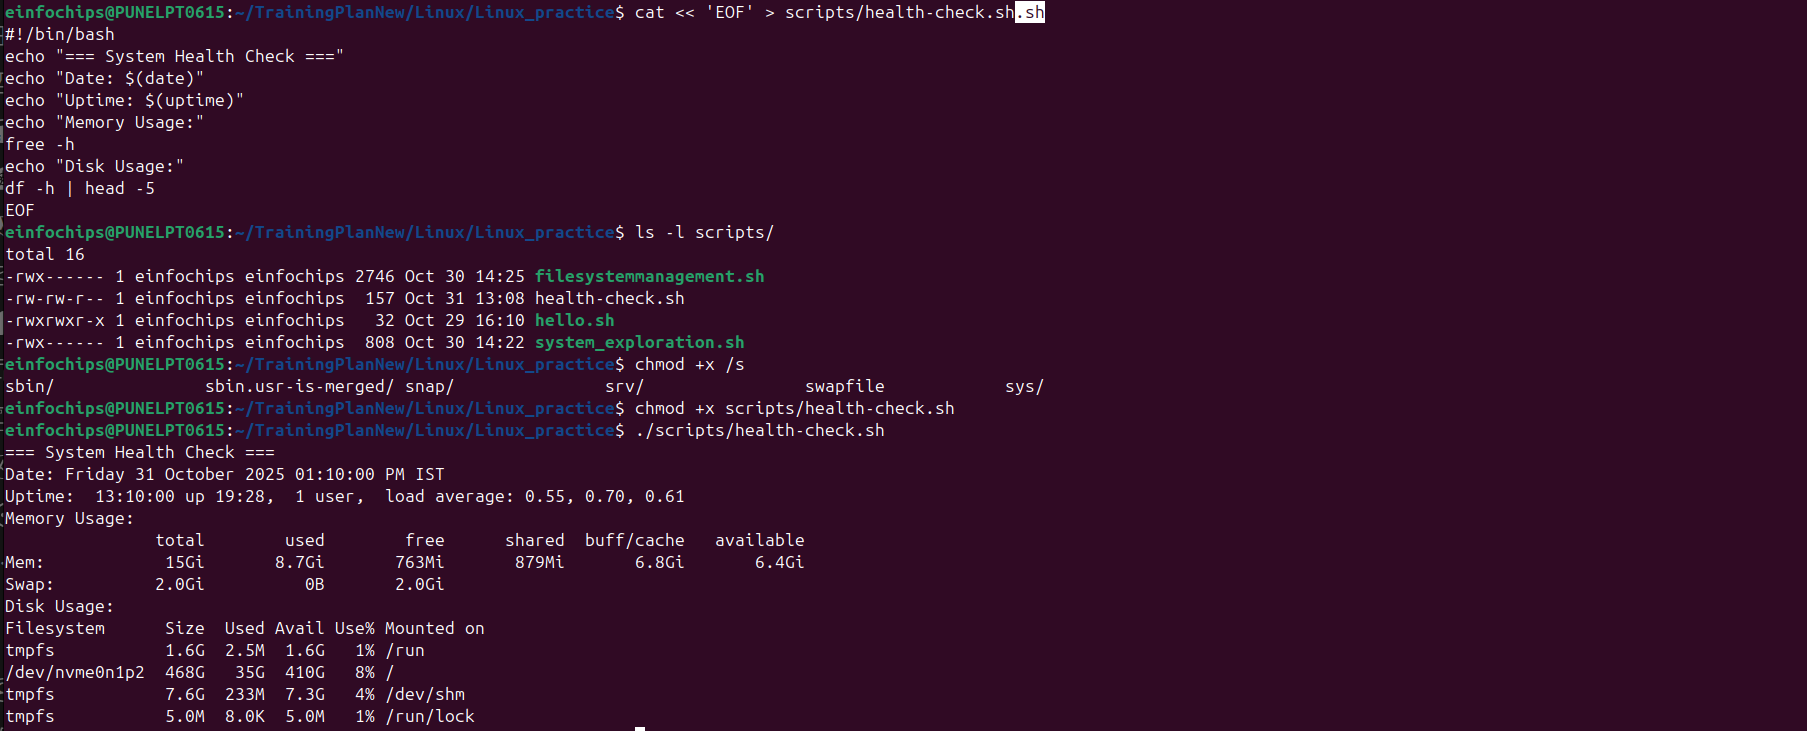 einfochips@PUNELPT0615:~/TrainingPlanNew/Linux/Linux_practice$ cat << 'EOF' > scripts/health-check.sh.sh
#!/bin/bash
echo "=== System Health Check ==="
echo "Date: $(date)"
echo "Uptime: $(uptime)"
echo "Memory Usage:"
free -h
echo "Disk Usage:"
df -h | head -5
EOF
einfochips@PUNELPT0615:~/TrainingPlanNew/Linux/Linux_practice$ ls -l scripts/
total 16
-rwx------ 1 einfochips einfochips 2746 Oct 30 14:25 filesystemmanagement.sh
-rw-rw-r-- 1 einfochips einfochips  157 Oct 31 13:08 health-check.sh
-rwxrwxr-x 1 einfochips einfochips   32 Oct 29 16:10 hello.sh
-rwx------ 1 einfochips einfochips  808 Oct 30 14:22 system_exploration.sh
einfochips@PUNELPT0615:~/TrainingPlanNew/Linux/Linux_practice$ chmod +x /s
sbin/               sbin.usr-is-merged/ snap/               srv/                swapfile            sys/
einfochips@PUNELPT0615:~/TrainingPlanNew/Linux/Linux_practice$ chmod +x scripts/health-check.sh
einfochips@PUNELPT0615:~/TrainingPlanNew/Linux/Linux_practice$ ./scripts/health-check.sh
=== System Health Check ===
Date: Friday 31 October 2025 01:10:00 PM IST
Uptime:  13:10:00 up 19:28,  1 user,  load average: 0.55, 0.70, 0.61
Memory Usage:
               total        used        free      shared  buff/cache   available
Mem:            15Gi       8.7Gi       763Mi       879Mi       6.8Gi       6.4Gi
Swap:          2.0Gi          0B       2.0Gi
Disk Usage:
Filesystem      Size  Used Avail Use% Mounted on
tmpfs           1.6G  2.5M  1.6G   1% /run
/dev/nvme0n1p2  468G   35G  410G   8% /
tmpfs           7.6G  233M  7.3G   4% /dev/shm
tmpfs           5.0M  8.0K  5.0M   1% /run/lock